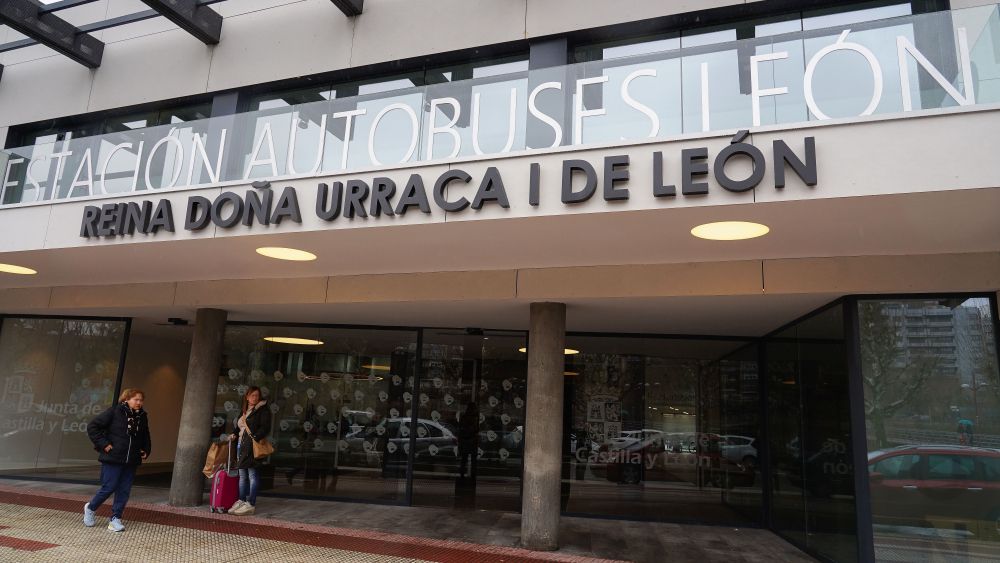 ESTACIÓN AUTOBUSES LEÓN
REINA DOÑA URRACA I DE LEÓN
Junta de
Castilla y León
Castilla y León